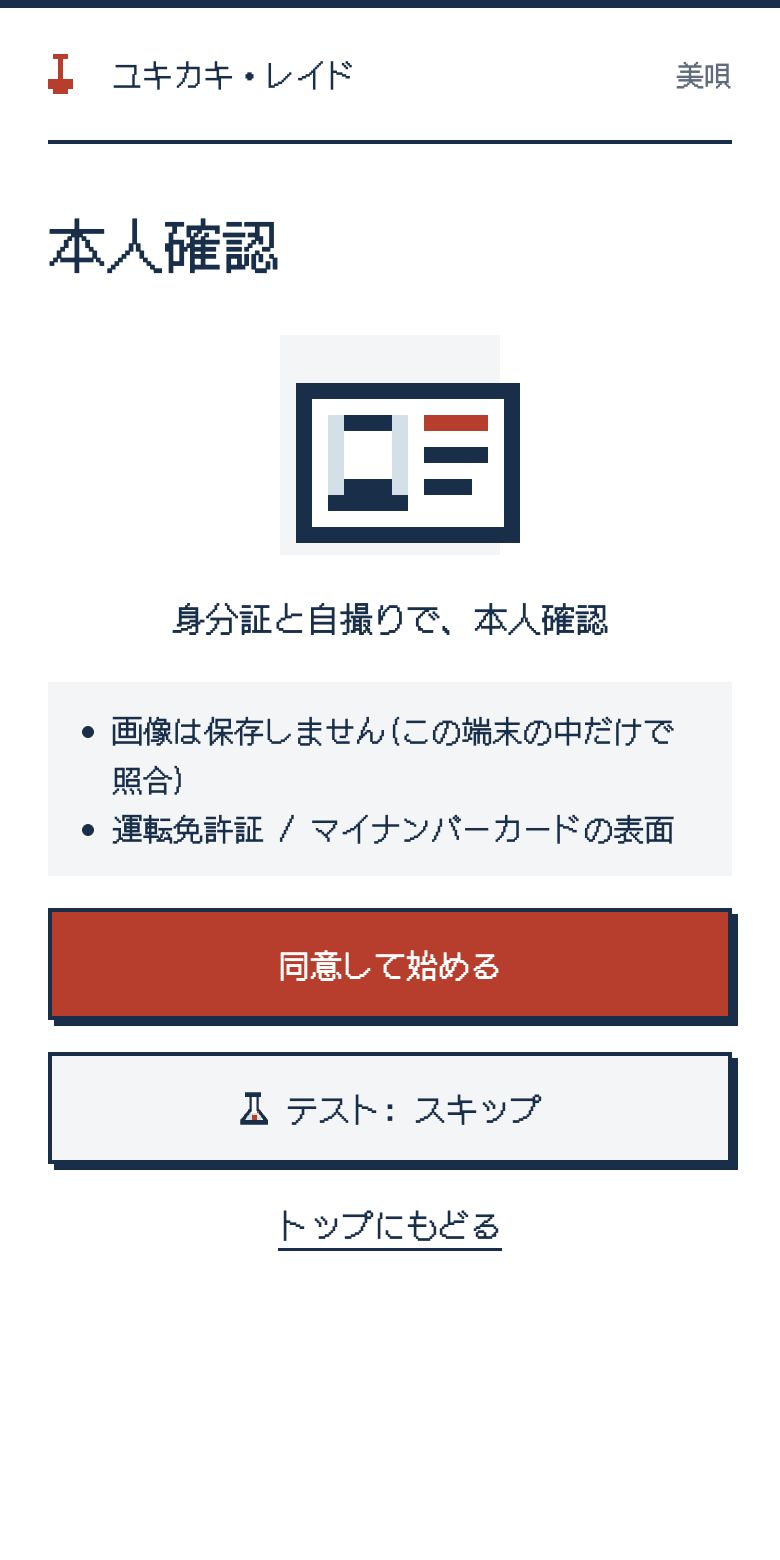 ユキカキ・レイド
美唄
本人確認
身分証と自撮りで、本人確認
• 画像は保存しません(この端末の中だけで
照合)
• 運転免許証 / マイナンバーカードの表面
同意して始める
テスト: スキップ
トップにもどる